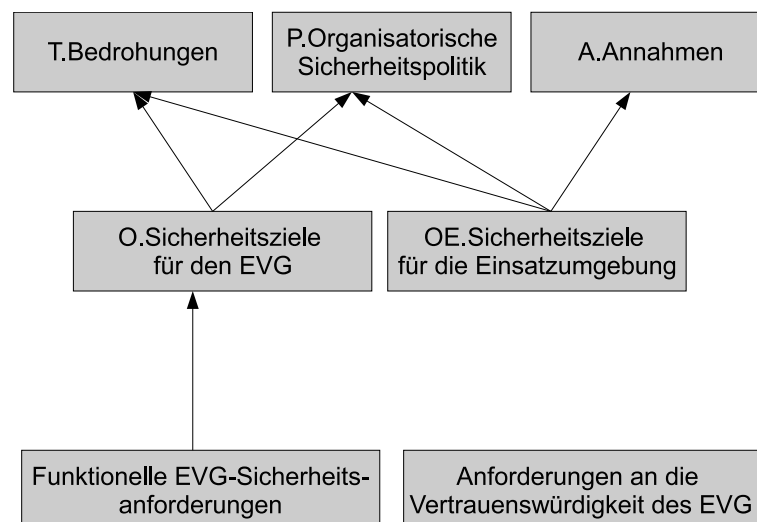 T.Bedrohungen
P.Organisatorische
Sicherheitspolitik
A.Annahmen
O.Sicherheitsziele
für den EVG
OE.Sicherheitsziele
für die Einsatzumgebung
Funktionelle EVG-Sicherheits-
anforderungen
Anforderungen an die
Vertrauenswürdigkeit des EVG